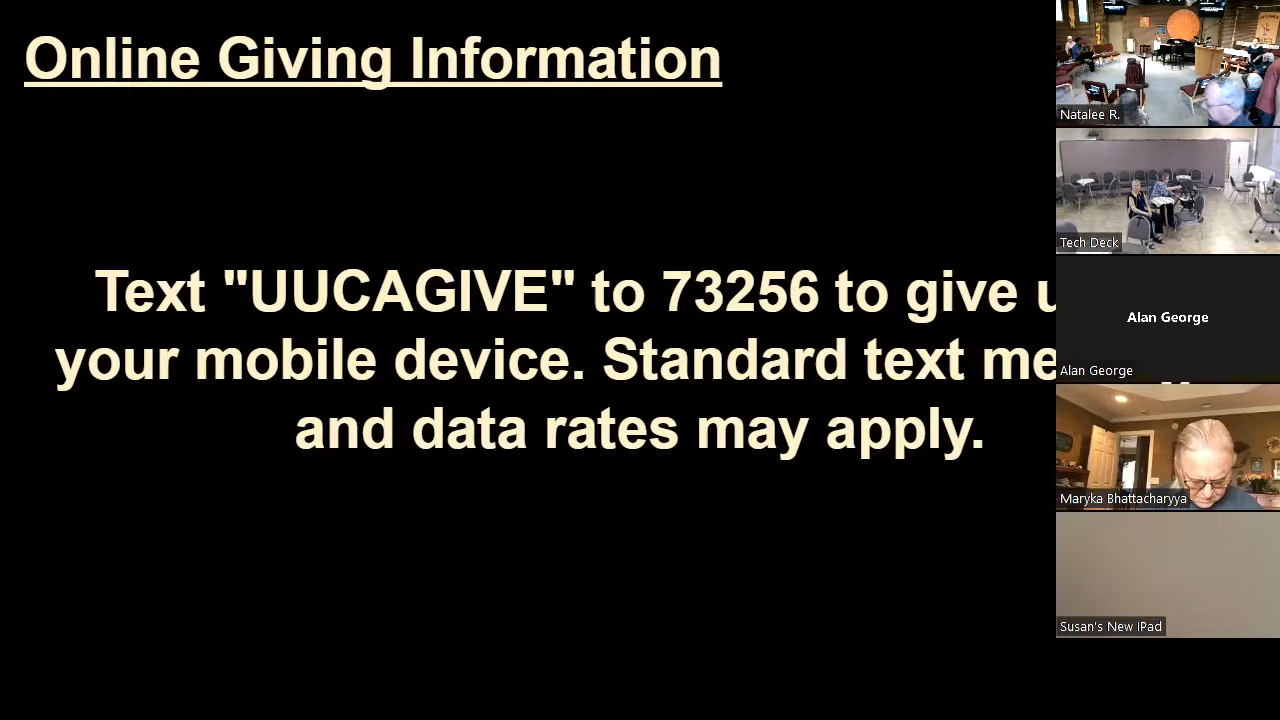 Online Giving Information
Text "UUCAGIVE" to 73256 to give
your mobile device. Standard text
and data rates may apply.
Natalee R.
Tech Deck
Alan George
Alan George
Maryka Bhattacharyya
Susan's New IPad